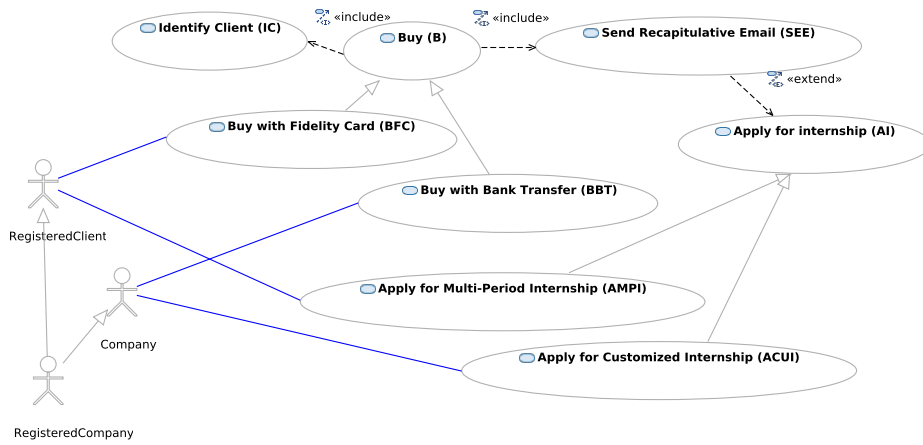 «include»
«include»
Identify Client (IC)
Buy (B)
Send Recapitulative Email (SEE)
«extend»
Buy with Fidelity Card (BFC)
Apply for internship (AI)
Buy with Bank Transfer (BBT)
RegisteredClient
Apply for Multi-Period Internship (AMPI)
Company
Apply for Customized Internship (ACUI)
RegisteredCompany